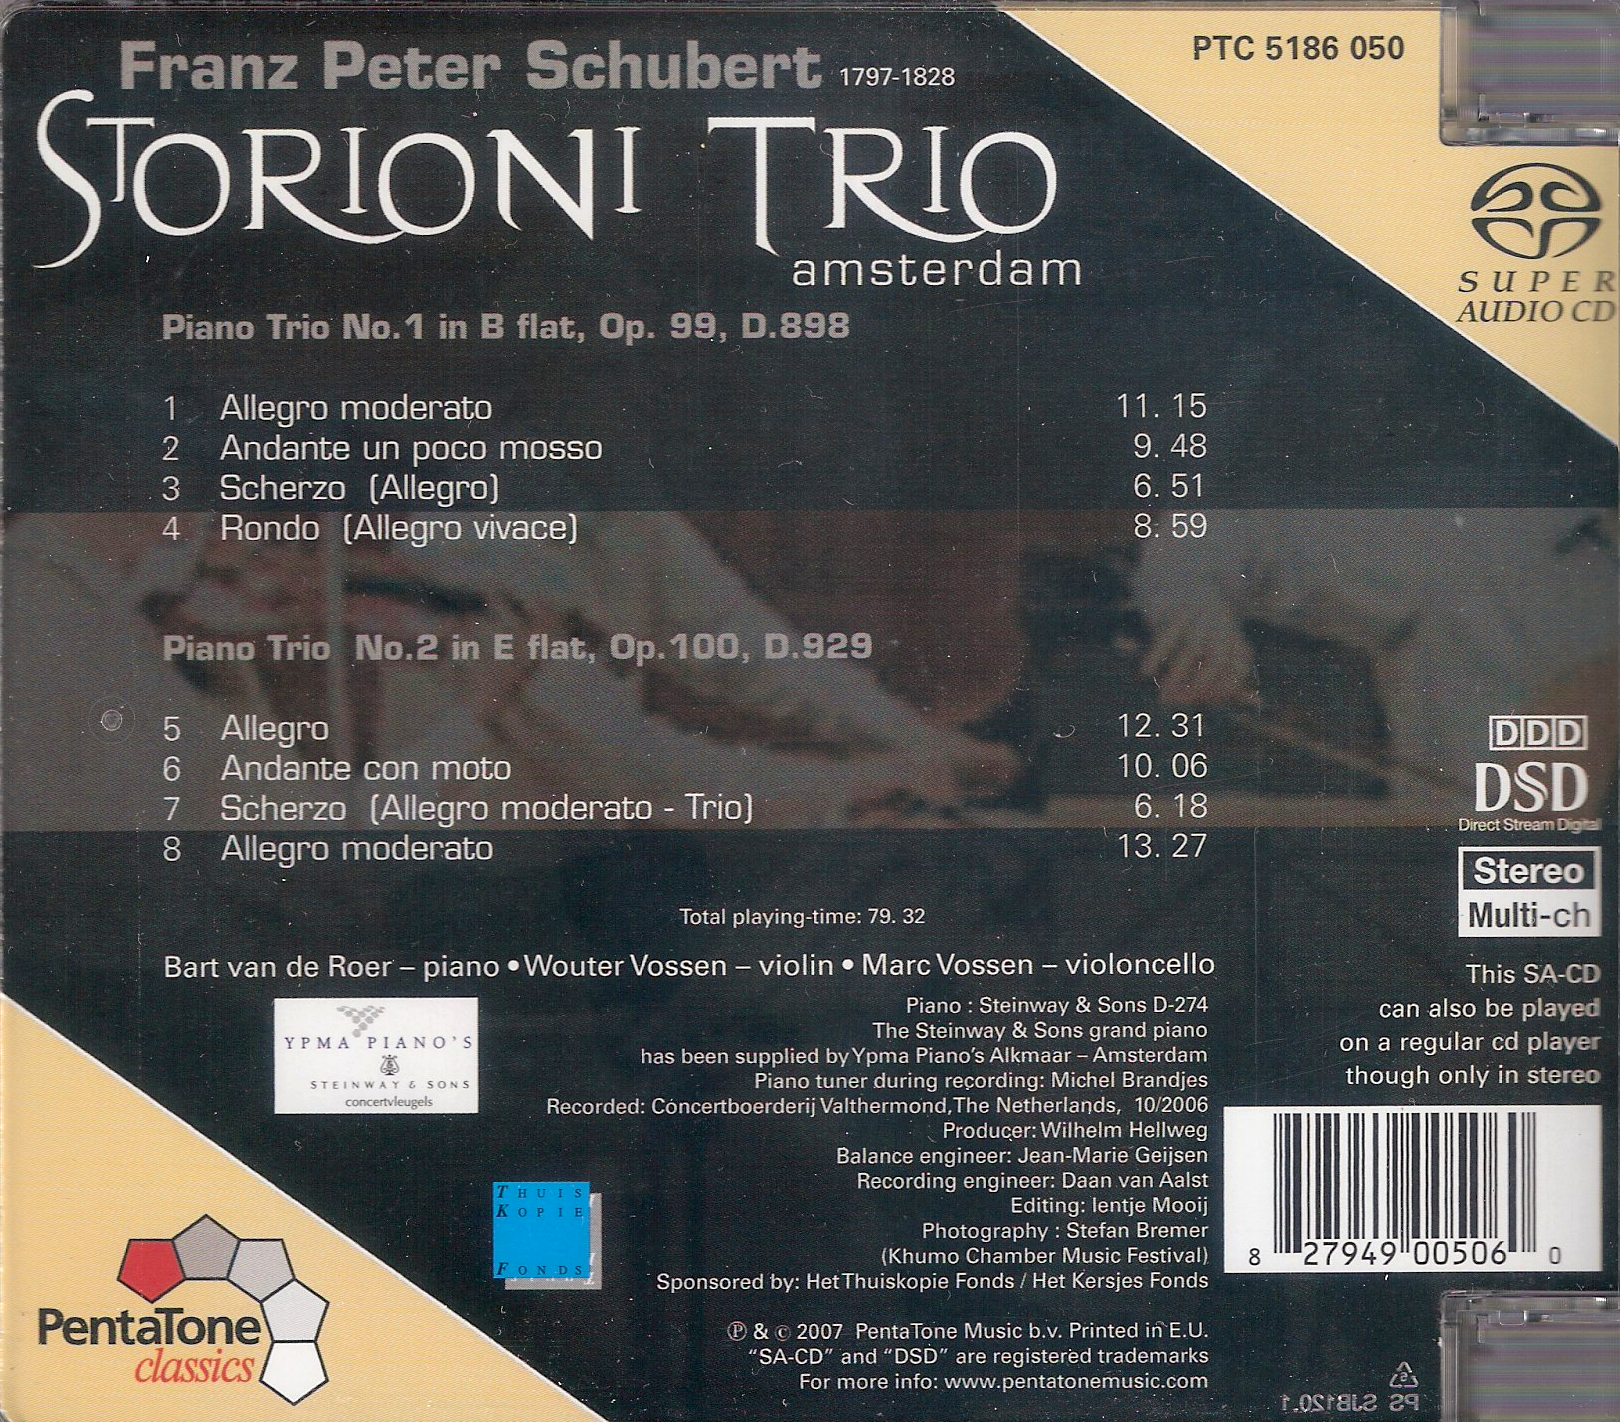 Franz Peter Schubert 1797-1828
PTC 5186 050
STORIONI TRIO
amsterdam
SUPER
AUDIO CD
Piano Trio No.1 in B flat, Op. 99, D.898
1 Allegro moderato 11. 15
2 Andante un poco mosso 9. 48
3 Scherzo (Allegro) 6. 51
4 Rondo (Allegro vivace) 8. 59
Piano Trio No.2 in E flat, Op.100, D.929
5 Allegro 12. 31
6 Andante con moto 10. 06
7 Scherzo (Allegro moderato - Trio) 6. 18
8 Allegro moderato 13. 27
DDD
DSD
Direct Stream Digital
Stereo
Multi-ch
Total playing-time: 79. 32
Bart van de Roer – piano • Wouter Vossen – violin • Marc Vossen – violoncello
This SA-CD
can also be played
on a regular cd player
though only in stereo
YPMA PIANO'S
STEINWAY & SONS
concertvleugels
Piano : Steinway & Sons D-274
The Steinway & Sons grand piano
has been supplied by Ypma Piano's Alkmaar – Amsterdam
Piano tuner during recording: Michel Brandjes
Recorded: Concertboerderij Valthermond, The Netherlands, 10/2006
Producer: Wilhelm Hellweg
Balance engineer: Jean-Marie Geijsen
Recording engineer: Daan van Aalst
Editing: Ientje Mooij
Photography : Stefan Bremer
(Khumo Chamber Music Festival)
Sponsored by: Het Thuiskopie Fonds / Het Kersjes Fonds
THUIS
KOPIE
FONDS
8 27949 00506 0
PentaTone
classics
℗ & © 2007 PentaTone Music b.v. Printed in E.U.
“SA-CD” and “DSD” are registered trademarks
For more info: www.pentatonemusic.com
PS SJB120.1